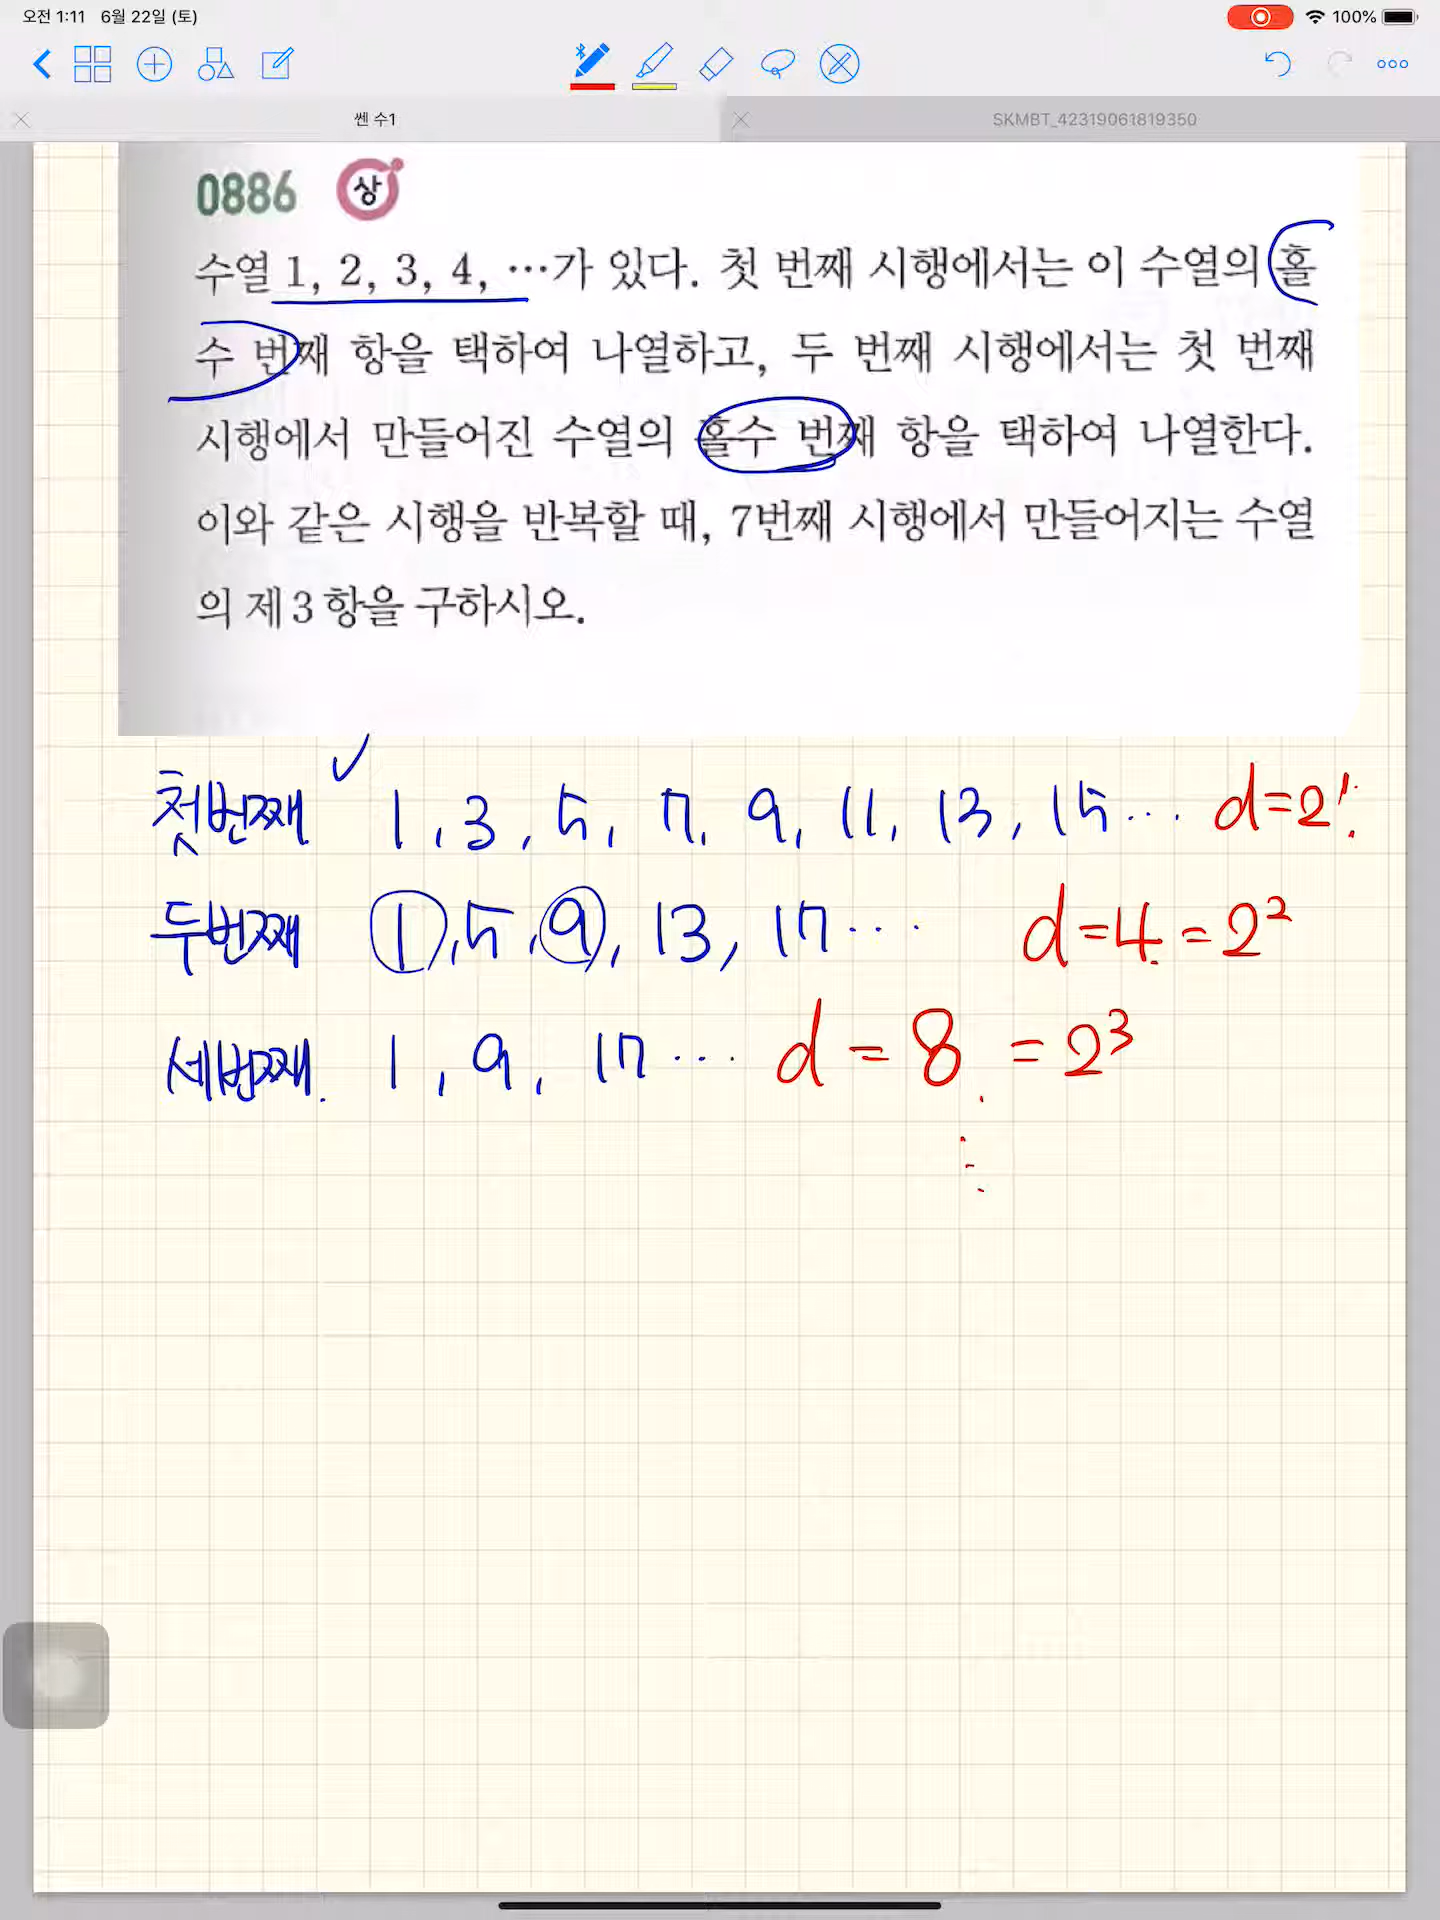 오전 1:11 6월 22일 (토) 100%
쎈 수1 SKMBT_42319061819350
0886 상
수열 1, 2, 3, 4, …가 있다. 첫 번째 시행에서는 이 수열의 홀
수 번째 항을 택하여 나열하고, 두 번째 시행에서는 첫 번째
시행에서 만들어진 수열의 홀수 번째 항을 택하여 나열한다.
이와 같은 시행을 반복할 때, 7번째 시행에서 만들어지는 수열
의 제3항을 구하시오.
첫번째 1, 3, 5, 7, 9, 11, 13, 15… d=2¹
두번째 1, 5, 9, 13, 17… d=4=2²
세번째 1, 9, 17… d=8=2³